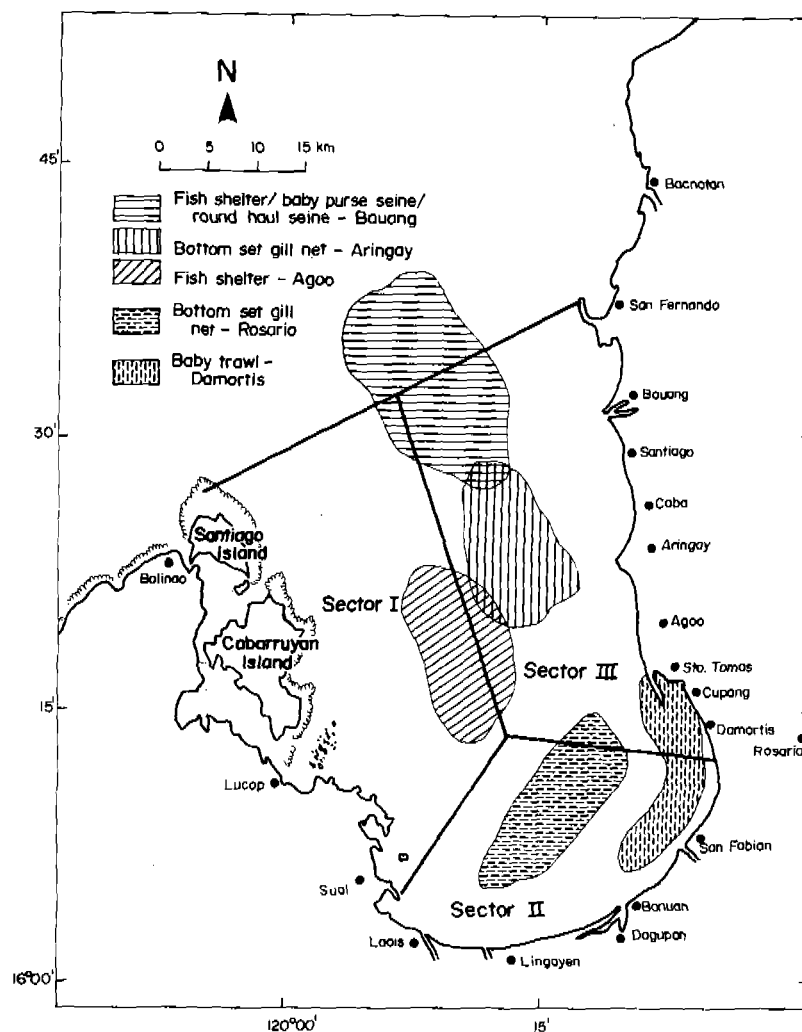 N
0 5 10 15 km
45'
Bacnotan
Fish shelter/baby purse seine/
round haul seine – Bauang
Bottom set gill net – Aringay
Fish shelter – Agoo
Bottom set gill
net – Rosario
Baby trawl –
Damortis
San Fernando
Bauang
30'
Santiago
Caba
Aringay
Santiago
Island
Bolinao
Sector I
Agoo
Cabarruyan
Island
Sector III
Sto. Tomas
Cupang
15'
Damortis
Rosario
Lucap
San Fabian
Sual
Sector II
Bonuan
Dagupan
Laois
Lingayen
16°00'
120°00'
15'